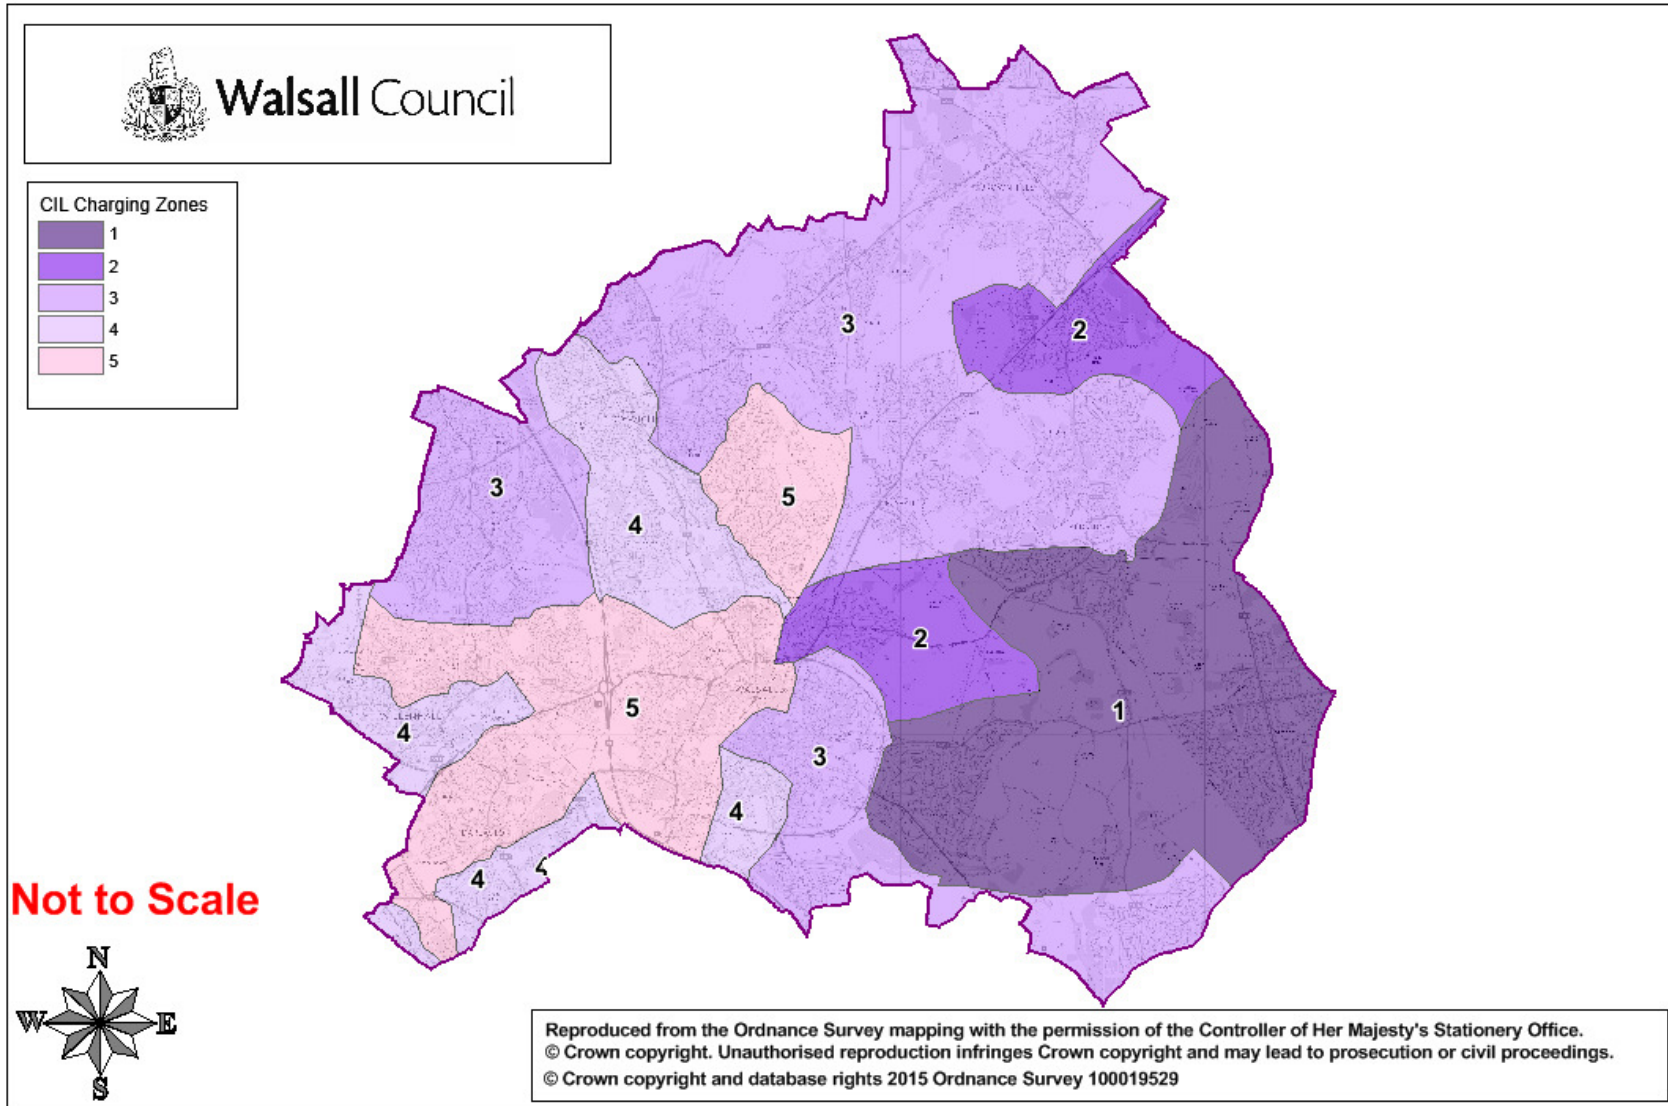 Walsall Council
CIL Charging Zones
1
2
3
4
5
3
2
3
5
4
2
5
1
4
3
4
4
4
Not to Scale
N
W E
S
Reproduced from the Ordnance Survey mapping with the permission of the Controller of Her Majesty's Stationery Office.
© Crown copyright. Unauthorised reproduction infringes Crown copyright and may lead to prosecution or civil proceedings.
© Crown copyright and database rights 2015 Ordnance Survey 100019529